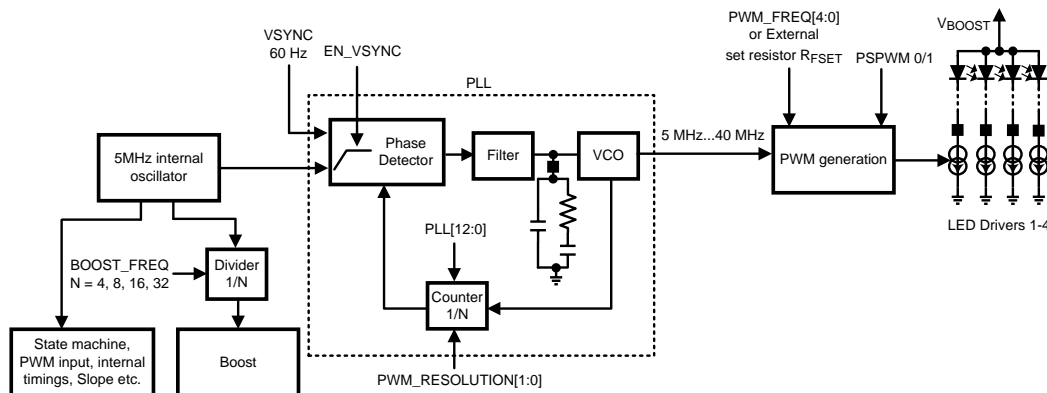 VSYNC
60 Hz
EN_VSYNC
PLL
5MHz internal
oscillator
Phase
Detector
Filter
VCO
5 MHz...40 MHz
PWM_FREQ[4:0]
or External
set resistor RFSET
PSPWM 0/1
PWM generation
VBOOST
LED Drivers 1-4
PLL[12:0]
Counter
1/N
PWM_RESOLUTION[1:0]
BOOST_FREQ
N = 4, 8, 16, 32
Divider
1/N
State machine,
PWM input, internal
timings, Slope etc.
Boost